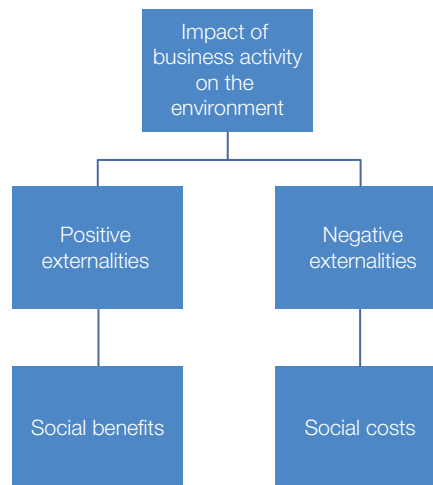 Impact of
business activity
on the
environment
Positive
externalities
Negative
externalities
Social benefits
Social costs